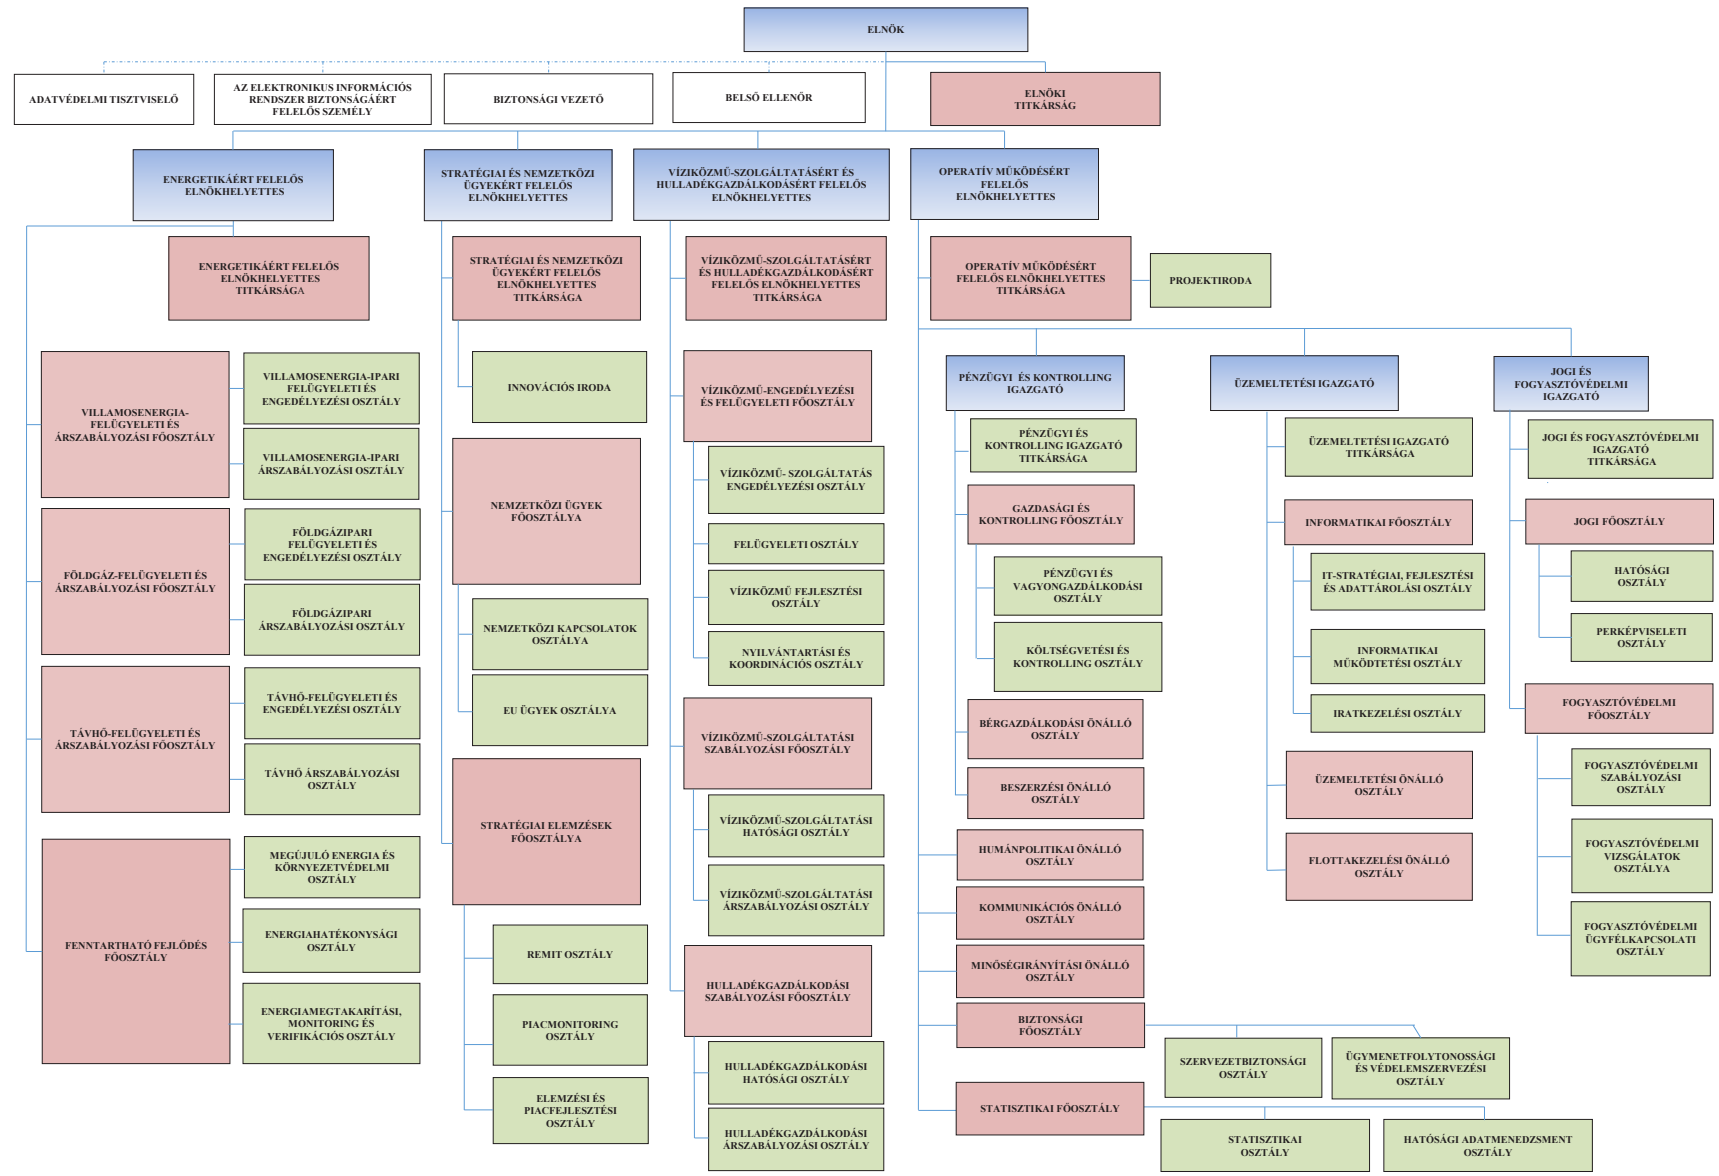 ELNÖK
ADATVÉDELMI TISZTVISELŐ
AZ ELEKTRONIKUS INFORMÁCIÓS
RENDSZER BIZTONSÁGÁÉRT
FELELŐS SZEMÉLY
BIZTONSÁGI VEZETŐ
BELSŐ ELLENŐR
ELNÖKI
TITKÁRSÁG
ENERGETIKÁÉRT FELELŐS
ELNÖKHELYETTES
STRATÉGIAI ÉS NEMZETKÖZI
ÜGYEKÉRT FELELŐS
ELNÖKHELYETTES
VÍZIKÖZMŰ-SZOLGÁLTATÁSÉRT ÉS
HULLADÉKGAZDÁLKODÁSÉRT FELELŐS
ELNÖKHELYETTES
OPERATÍV MŰKÖDÉSÉRT
FELELŐS
ELNÖKHELYETTES
ENERGETIKÁÉRT FELELŐS
ELNÖKHELYETTES
TITKÁRSÁGA
VILLAMOSENERGIA-
FELÜGYELETI ÉS
ÁRSZABÁLYOZÁSI FŐOSZTÁLY
VILLAMOSENERGIA-IPARI
FELÜGYELETI ÉS
ENGEDÉLYEZÉSI OSZTÁLY
VILLAMOSENERGIA-IPARI
ÁRSZABÁLYOZÁSI OSZTÁLY
FÖLDGÁZ-FELÜGYELETI ÉS
ÁRSZABÁLYOZÁSI FŐOSZTÁLY
FÖLDGÁZIPARI
FELÜGYELETI ÉS
ENGEDÉLYEZÉSI OSZTÁLY
FÖLDGÁZIPARI
ÁRSZABÁLYOZÁSI OSZTÁLY
TÁVHŐ-FELÜGYELETI ÉS
ÁRSZABÁLYOZÁSI FŐOSZTÁLY
TÁVHŐ-FELÜGYELETI ÉS
ENGEDÉLYEZÉSI OSZTÁLY
TÁVHŐ ÁRSZABÁLYOZÁSI
OSZTÁLY
FENNTARTHATÓ FEJLŐDÉS
FŐOSZTÁLY
MEGÚJULÓ ENERGIA ÉS
KÖRNYEZETVÉDELMI
OSZTÁLY
ENERGIAHATÉKONYSÁGI
OSZTÁLY
ENERGIAMEGTAKARÍTÁSI,
MONITORING ÉS
VERIFIKÁCIÓS OSZTÁLY
STRATÉGIAI ÉS NEMZETKÖZI
ÜGYEKÉRT FELELŐS
ELNÖKHELYETTES
TITKÁRSÁGA
INNOVÁCIÓS IRODA
NEMZETKÖZI ÜGYEK
FŐOSZTÁLYA
NEMZETKÖZI KAPCSOLATOK
OSZTÁLYA
EU ÜGYEK OSZTÁLYA
STRATÉGIAI ELEMZÉSEK
FŐOSZTÁLYA
REMIT OSZTÁLY
PIACMONITORING
OSZTÁLY
ELEMZÉSI ÉS
PIACFEJLESZTÉSI
OSZTÁLY
VÍZIKÖZMŰ-SZOLGÁLTATÁSÉRT
ÉS HULLADÉKGAZDÁLKODÁSÉRT
FELELŐS ELNÖKHELYETTES
TITKÁRSÁGA
VÍZIKÖZMŰ-ENGEDÉLYEZÉSI
ÉS FELÜGYELETI FŐOSZTÁLY
VÍZIKÖZMŰ- SZOLGÁLTATÁS
ENGEDÉLYEZÉSI OSZTÁLY
FELÜGYELETI OSZTÁLY
VÍZIKÖZMŰ FEJLESZTÉSI
OSZTÁLY
NYILVÁNTARTÁSI ÉS
KOORDINÁCIÓS OSZTÁLY
VÍZIKÖZMŰ-SZOLGÁLTATÁSI
SZABÁLYOZÁSI FŐOSZTÁLY
VÍZIKÖZMŰ-SZOLGÁLTATÁSI
HATÓSÁGI OSZTÁLY
VÍZIKÖZMŰ-SZOLGÁLTATÁSI
ÁRSZABÁLYOZÁSI OSZTÁLY
HULLADÉKGAZDÁLKODÁSI
SZABÁLYOZÁSI FŐOSZTÁLY
HULLADÉKGAZDÁLKODÁSI
HATÓSÁGI OSZTÁLY
HULLADÉKGAZDÁLKODÁSI
ÁRSZABÁLYOZÁSI OSZTÁLY
OPERATÍV MŰKÖDÉSÉRT
FELELŐS ELNÖKHELYETTES
TITKÁRSÁGA
PROJEKTIRODA
PÉNZÜGYI ÉS KONTROLLING
IGAZGATÓ
PÉNZÜGYI ÉS
KONTROLLING IGAZGATÓ
TITKÁRSÁGA
GAZDASÁGI ÉS
KONTROLLING FŐOSZTÁLY
PÉNZÜGYI ÉS
VAGYONGAZDÁLKODÁSI
OSZTÁLY
KÖLTSÉGVETÉSI ÉS
KONTROLLING OSZTÁLY
BÉRGAZDÁLKODÁSI ÖNÁLLÓ
OSZTÁLY
BESZERZÉSI ÖNÁLLÓ
OSZTÁLY
HUMÁNPOLITIKAI ÖNÁLLÓ
OSZTÁLY
KOMMUNIKÁCIÓS ÖNÁLLÓ
OSZTÁLY
MINŐSÉGIRÁNYÍTÁSI ÖNÁLLÓ
OSZTÁLY
BIZTONSÁGI
FŐOSZTÁLY
SZERVEZETBIZTONSÁGI
OSZTÁLY
ÜGYMENETFOLYTONOSSÁGI
ÉS VÉDELEMSZERVEZÉSI
OSZTÁLY
STATISZTIKAI FŐOSZTÁLY
STATISZTIKAI
OSZTÁLY
HATÓSÁGI ADATMENEDZSMENT
OSZTÁLY
ÜZEMELTETÉSI IGAZGATÓ
ÜZEMELTETÉSI IGAZGATÓ
TITKÁRSÁGA
INFORMATIKAI FŐOSZTÁLY
IT-STRATÉGIAI, FEJLESZTÉSI
ÉS ADATTÁROLÁSI OSZTÁLY
INFORMATIKAI
MŰKÖDTETÉSI OSZTÁLY
IRATKEZELÉSI OSZTÁLY
ÜZEMELTETÉSI ÖNÁLLÓ
OSZTÁLY
FLOTTAKEZELÉSI ÖNÁLLÓ
OSZTÁLY
JOGI ÉS
FOGYASZTÓVÉDELMI
IGAZGATÓ
JOGI ÉS FOGYASZTÓVÉDELMI
IGAZGATÓ
TITKÁRSÁGA
JOGI FŐOSZTÁLY
HATÓSÁGI
OSZTÁLY
PERKÉPVISELETI
OSZTÁLY
FOGYASZTÓVÉDELMI
FŐOSZTÁLY
FOGYASZTÓVÉDELMI
SZABÁLYOZÁSI
OSZTÁLY
FOGYASZTÓVÉDELMI
VIZSGÁLATOK
OSZTÁLYA
FOGYASZTÓVÉDELMI
ÜGYFÉLKAPCSOLATI
OSZTÁLY